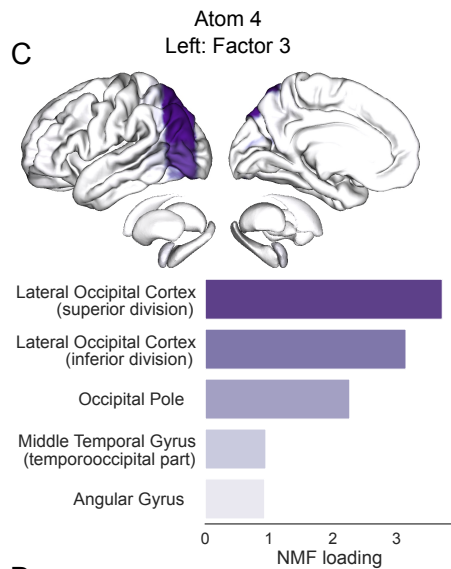 Atom 4
Left: Factor 3
C
Lateral Occipital Cortex
(superior division)
Lateral Occipital Cortex
(inferior division)
Occipital Pole
Middle Temporal Gyrus
(temporooccipital part)
Angular Gyrus
0 1 2 3
NMF loading